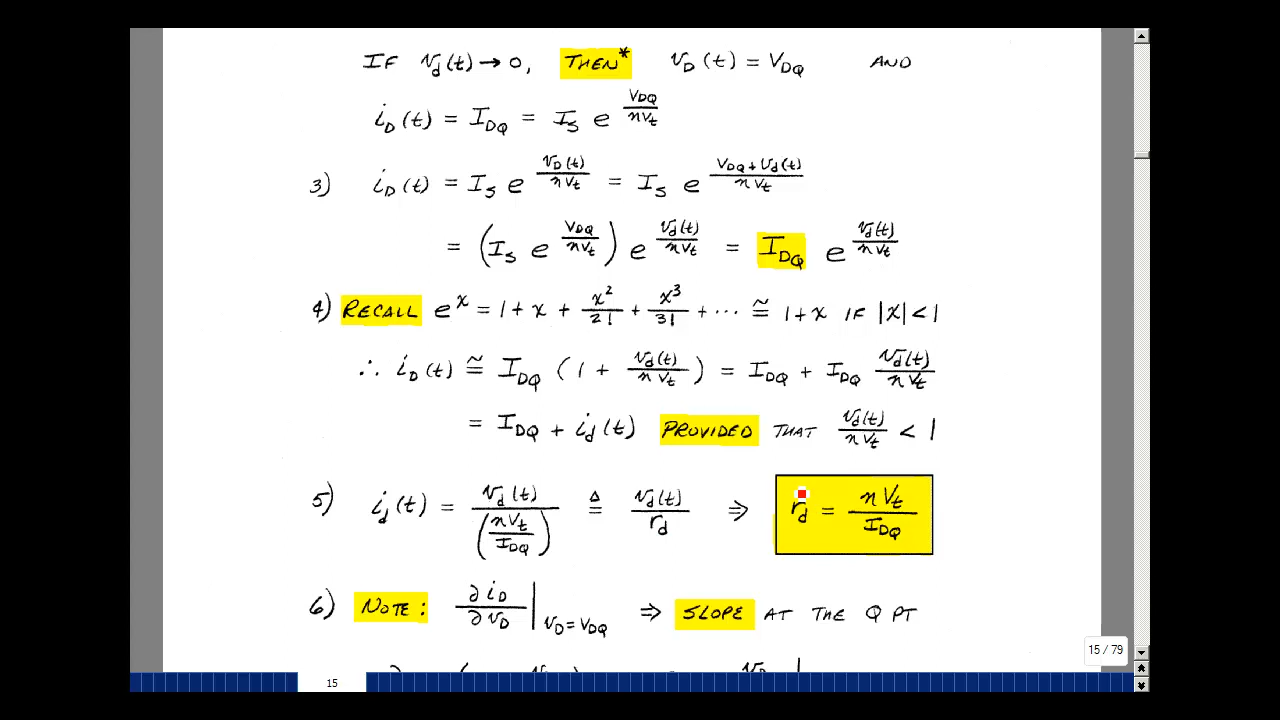 IF v_d(t) → 0, THEN* v_D(t) = V_DQ AND
i_D(t) = I_DQ = I_S e^(V_DQ/nV_t)
3) i_D(t) = I_S e^(v_D(t)/nV_t) = I_S e^((V_DQ + v_d(t))/nV_t)
= (I_S e^(V_DQ/nV_t)) e^(v_d(t)/nV_t) = I_DQ e^(v_d(t)/nV_t)
4) RECALL e^x = 1 + x + x^2/2! + x^3/3! + ... ≅ 1 + x IF |x| < 1
∴ i_D(t) ≅ I_DQ (1 + v_d(t)/nV_t) = I_DQ + I_DQ v_d(t)/nV_t
= I_DQ + i_d(t) PROVIDED THAT v_d(t)/nV_t < 1
5) i_d(t) = v_d(t)/(nV_t/I_DQ) ≜ v_d(t)/r_d ⇒ r_d = nV_t/I_DQ
6) NOTE: ∂i_D/∂v_D |_(v_D = V_DQ) ⇒ SLOPE AT THE Q PT
15 / 79
15